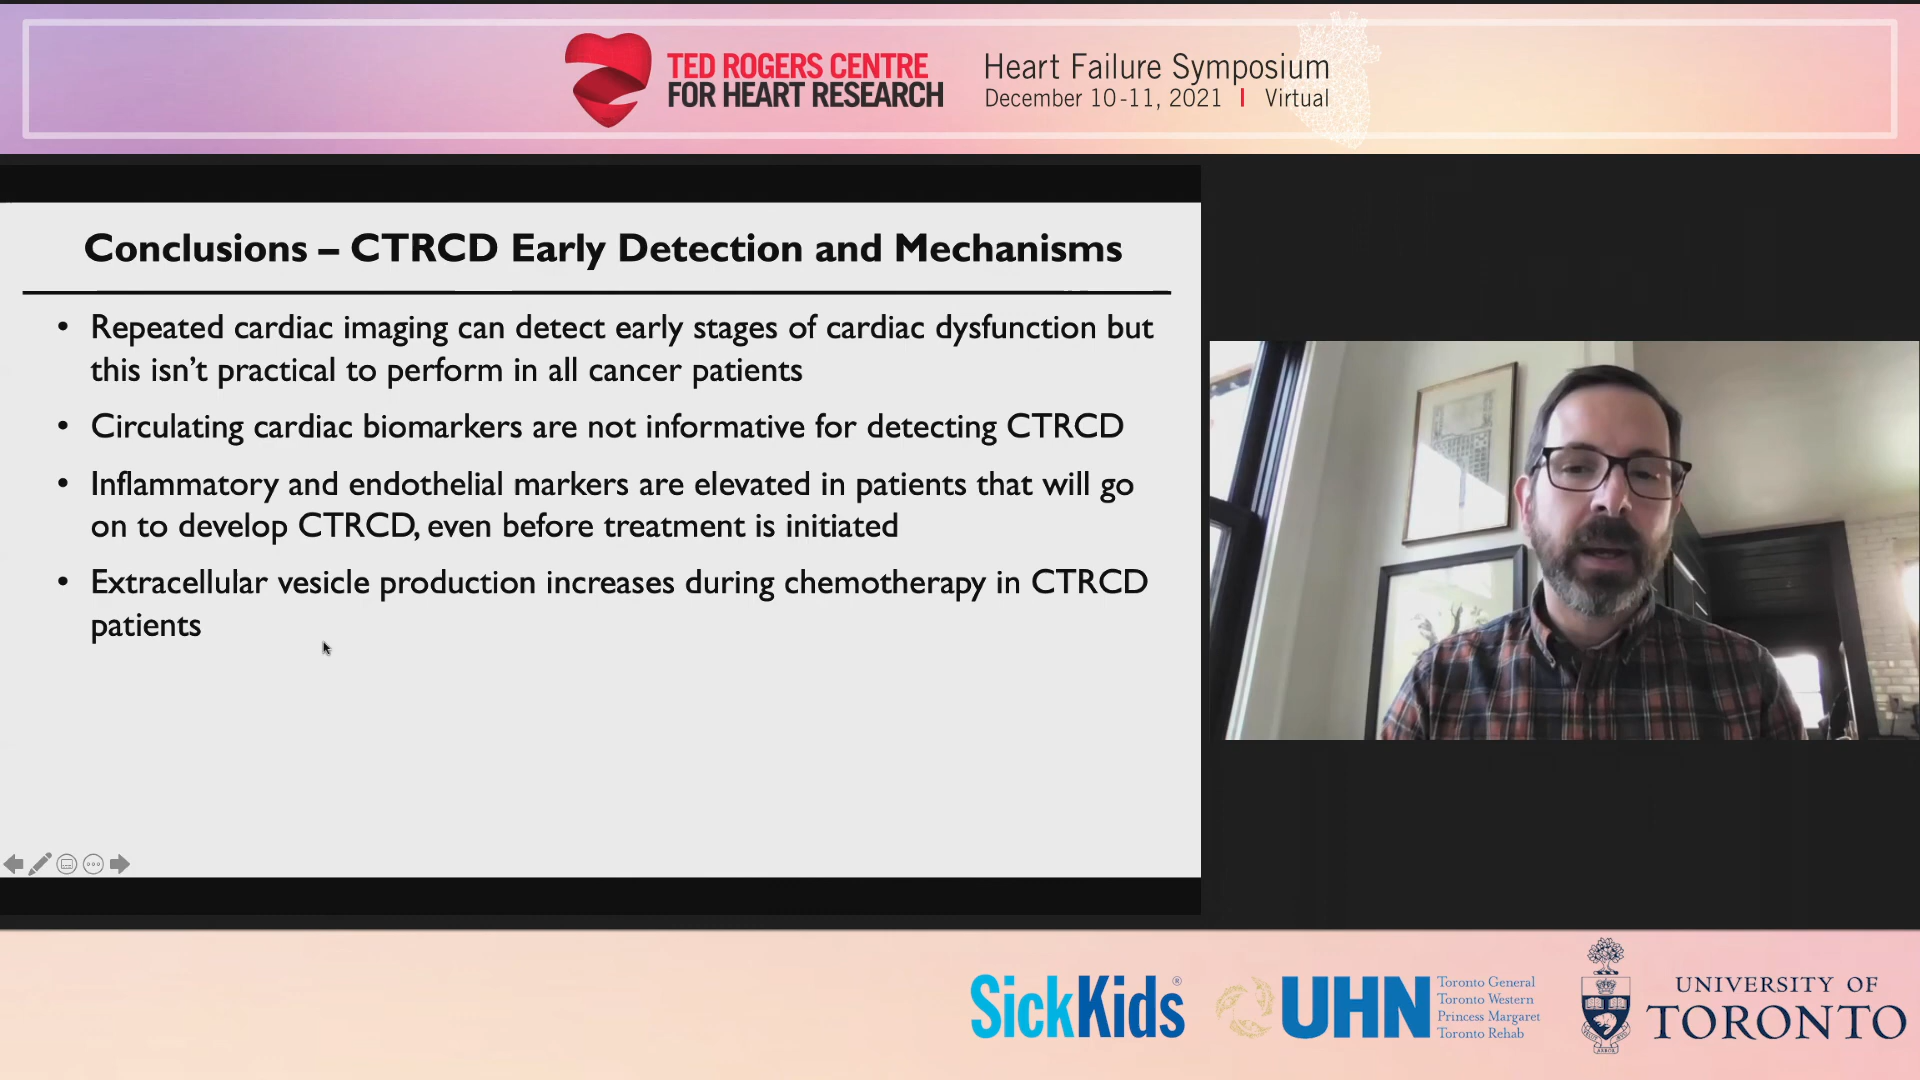 TED ROGERS CENTRE
FOR HEART RESEARCH
Heart Failure Symposium
December 10-11, 2021 | Virtual
Conclusions – CTRCD Early Detection and Mechanisms
• Repeated cardiac imaging can detect early stages of cardiac dysfunction but
this isn’t practical to perform in all cancer patients
• Circulating cardiac biomarkers are not informative for detecting CTRCD
• Inflammatory and endothelial markers are elevated in patients that will go
on to develop CTRCD, even before treatment is initiated
• Extracellular vesicle production increases during chemotherapy in CTRCD
patients
SickKids®
UHN
Toronto General
Toronto Western
Princess Margaret
Toronto Rehab
UNIVERSITY OF
TORONTO